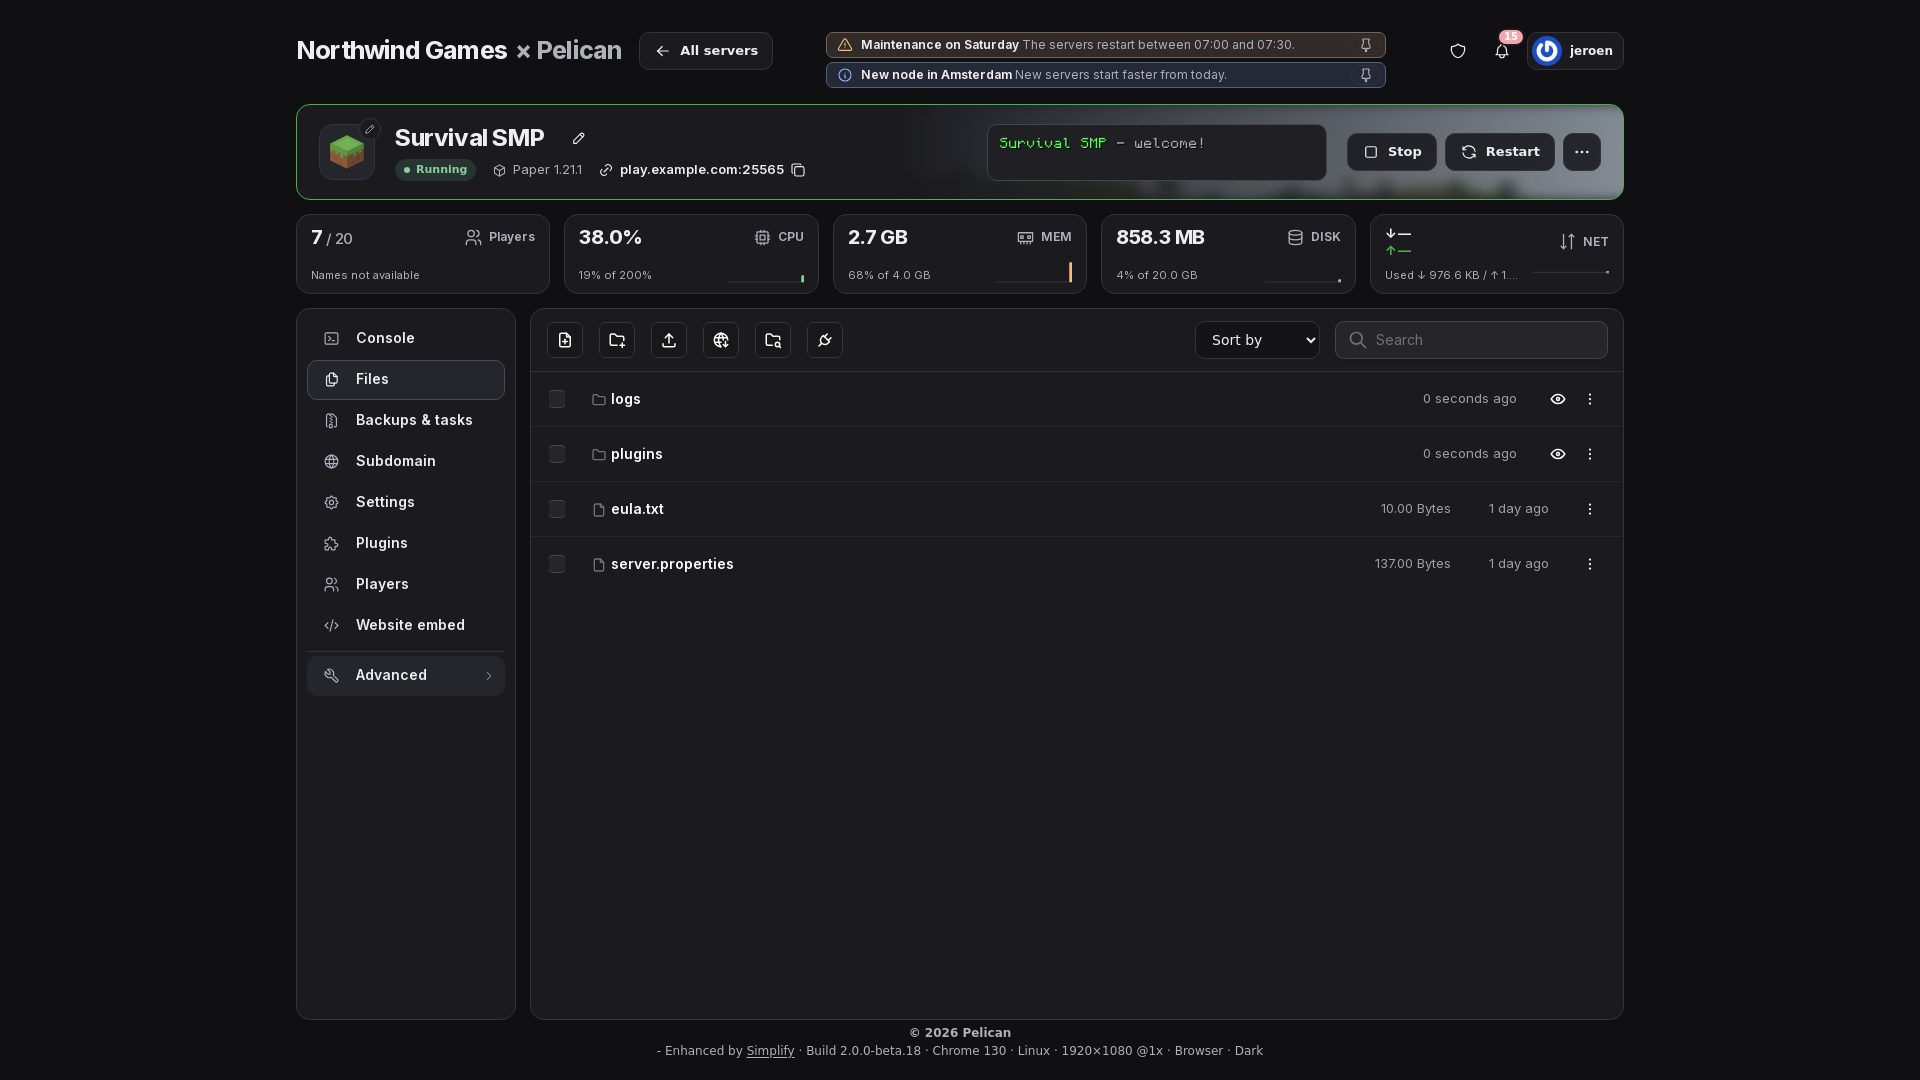 Northwind Games × Pelican
All servers
Maintenance on Saturday The servers restart between 07:00 and 07:30.
New node in Amsterdam New servers start faster from today.
15
jeroen
Survival SMP
Running
Paper 1.21.1
play.example.com:25565
Survival SMP - welcome!
Stop
Restart
7 / 20
Players
Names not available
38.0%
CPU
19% of 200%
2.7 GB
MEM
68% of 4.0 GB
858.3 MB
DISK
4% of 20.0 GB
↓—
↑—
NET
Used ↓ 976.6 KB / ↑ 1....
Console
Files
Backups & tasks
Subdomain
Settings
Plugins
Players
Website embed
Advanced
Sort by
Search
logs
0 seconds ago
plugins
0 seconds ago
eula.txt
10.00 Bytes
1 day ago
server.properties
137.00 Bytes
1 day ago
© 2026 Pelican
- Enhanced by Simplify · Build 2.0.0-beta.18 · Chrome 130 · Linux · 1920×1080 @1x · Browser · Dark